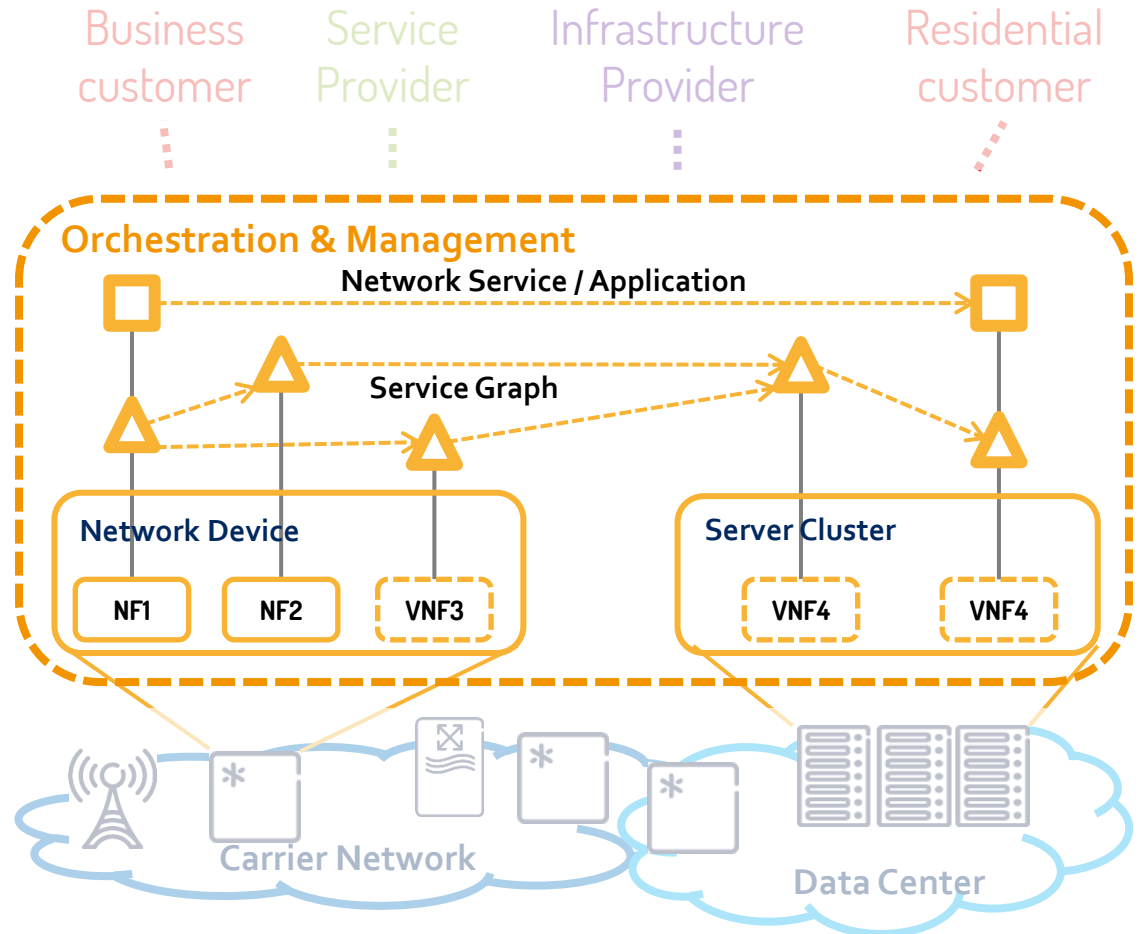 Business
customer
Service
Provider
Infrastructure
Provider
Residential
customer
Orchestration & Management
Network Service / Application
Service Graph
Network Device
Server Cluster
NF1
NF2
VNF3
VNF4
VNF4
Carrier Network
Data Center